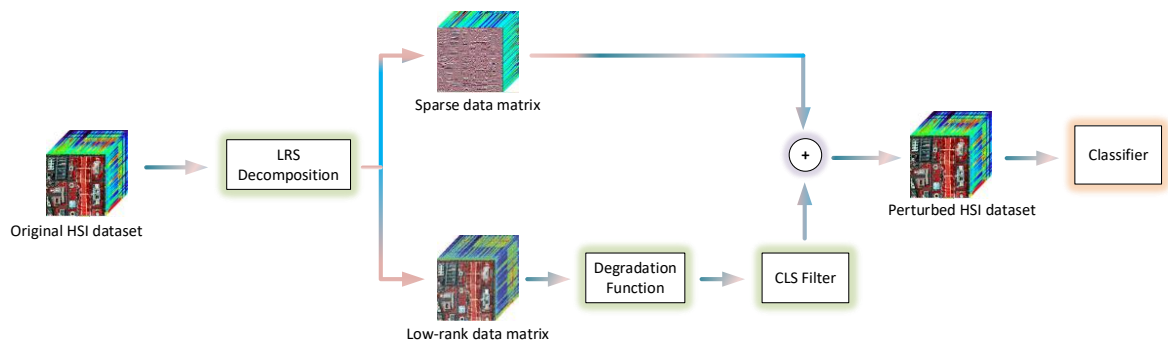 Original HSI dataset
LRS
Decomposition
Sparse data matrix
Low-rank data matrix
Degradation
Function
CLS Filter
+
Perturbed HSI dataset
Classifier